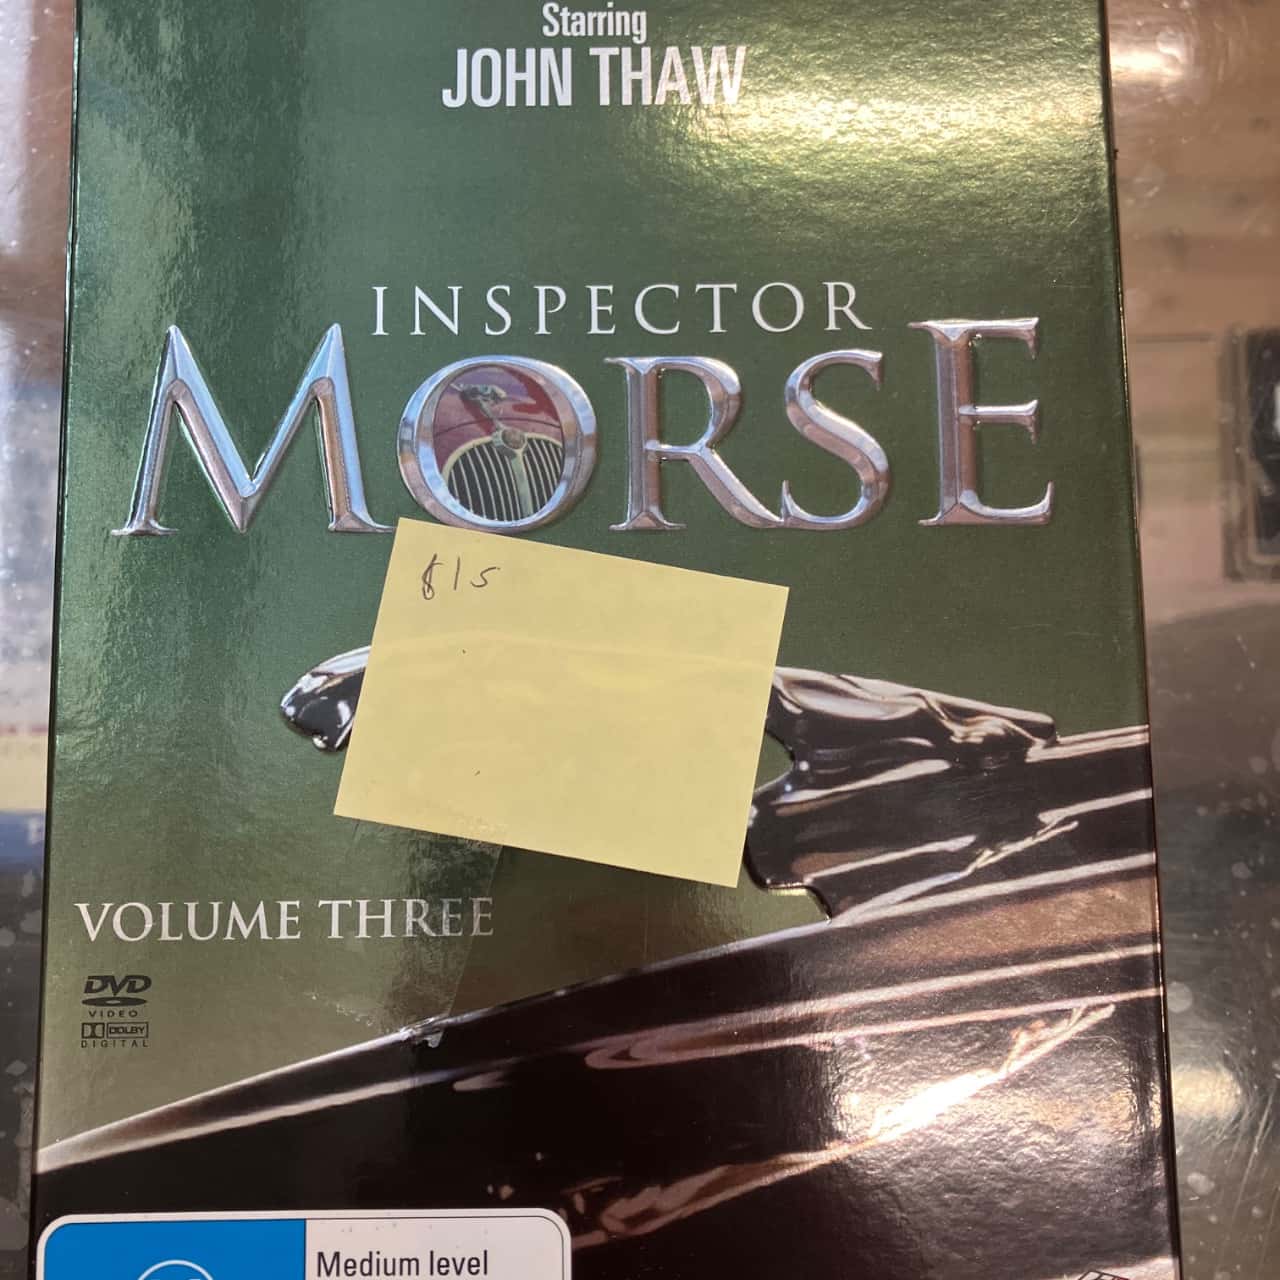 Starring
JOHN THAW
INSPECTOR
MORSE
$15
VOLUME THREE
DVD
VIDEO
DOLBY
DIGITAL
Medium level